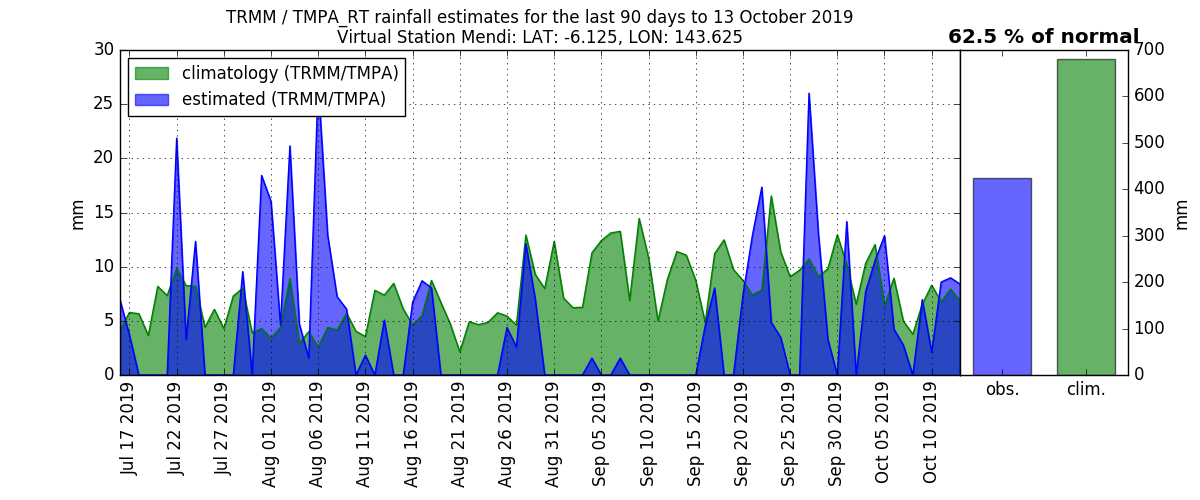 TRMM / TMPA_RT rainfall estimates for the last 90 days to 13 October 2019
Virtual Station Mendi: LAT: -6.125, LON: 143.625
62.5 % of normal
climatology (TRMM/TMPA)
estimated (TRMM/TMPA)
mm
30
25
20
15
10
5
0
Jul 17 2019
Jul 22 2019
Jul 27 2019
Aug 01 2019
Aug 06 2019
Aug 11 2019
Aug 16 2019
Aug 21 2019
Aug 26 2019
Aug 31 2019
Sep 05 2019
Sep 10 2019
Sep 15 2019
Sep 20 2019
Sep 25 2019
Sep 30 2019
Oct 05 2019
Oct 10 2019
obs.
clim.
700
600
500
400
300
200
100
0
mm